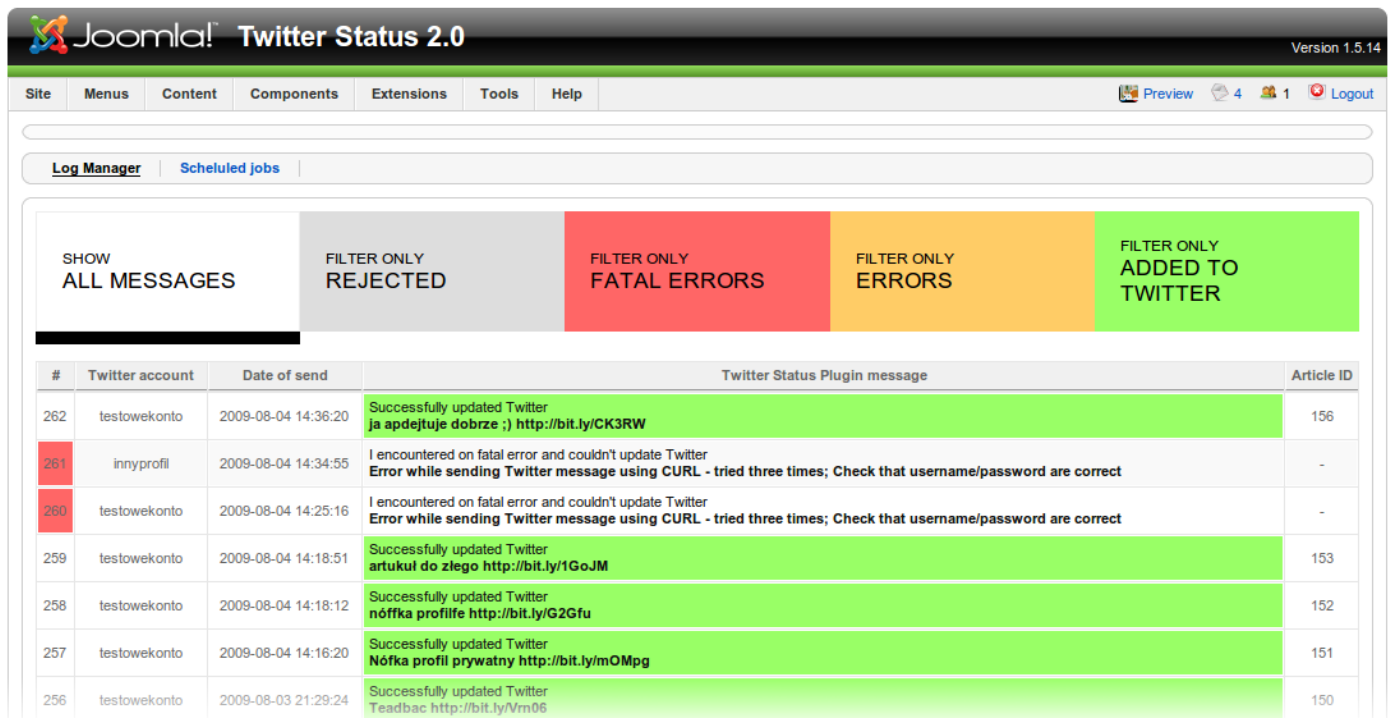 Joomla!™ Twitter Status 2.0
Version 1.5.14
Site Menus Content Components Extensions Tools Help Preview 4 1 Logout
Log Manager Scheluled jobs
SHOW
ALL MESSAGES
FILTER ONLY
REJECTED
FILTER ONLY
FATAL ERRORS
FILTER ONLY
ERRORS
FILTER ONLY
ADDED TO
TWITTER
# Twitter account Date of send Twitter Status Plugin message Article ID
262 testowekonto 2009-08-04 14:36:20 Successfully updated Twitter
ja apdejtuje dobrze ;) http://bit.ly/CK3RW
156
261 innyprofil 2009-08-04 14:34:55 I encountered on fatal error and couldn't update Twitter
Error while sending Twitter message using CURL - tried three times; Check that username/password are correct
-
260 testowekonto 2009-08-04 14:25:16 I encountered on fatal error and couldn't update Twitter
Error while sending Twitter message using CURL - tried three times; Check that username/password are correct
-
259 testowekonto 2009-08-04 14:18:51 Successfully updated Twitter
artukuł do złego http://bit.ly/1GoJM
153
258 testowekonto 2009-08-04 14:18:12 Successfully updated Twitter
nóffka profilfe http://bit.ly/G2Gfu
152
257 testowekonto 2009-08-04 14:16:20 Successfully updated Twitter
Nófka profil prywatny http://bit.ly/mOMpg
151
256 testowekonto 2009-08-03 21:29:24 Successfully updated Twitter
Teadbac http://bit.ly/Vrn06
150